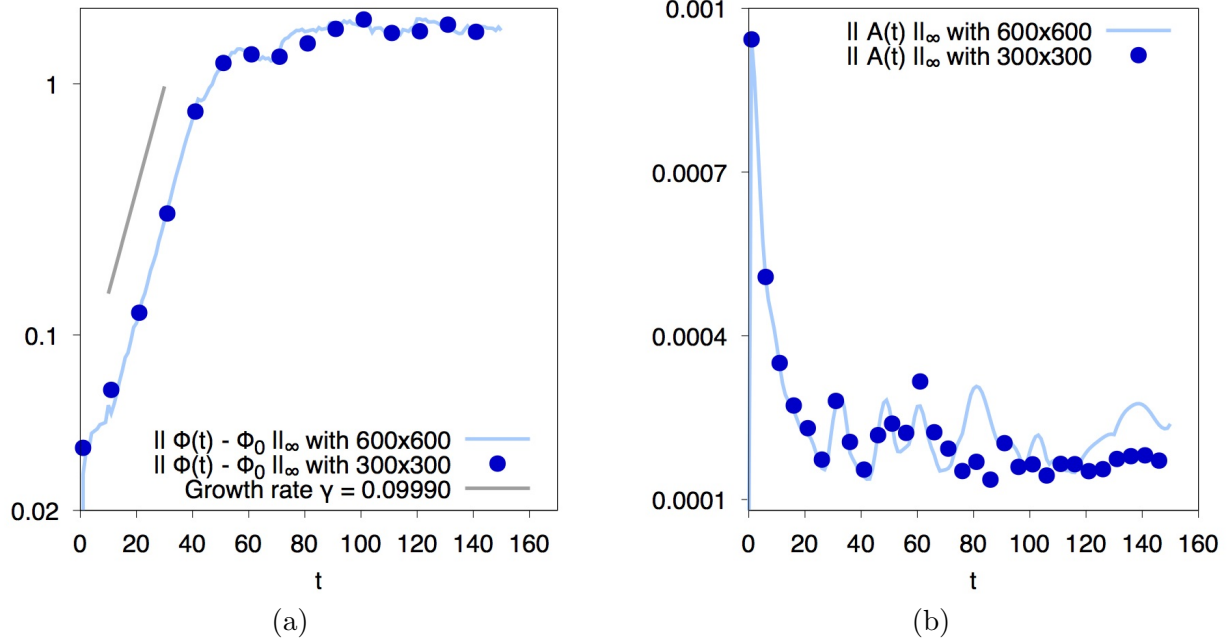 1
0.1
0.02
0 20 40 60 80 100 120 140 160
t
|| Φ(t) - Φ0 ||∞ with 600x600
|| Φ(t) - Φ0 ||∞ with 300x300
Growth rate γ = 0.09990
(a)
0.001
0.0007
0.0004
0.0001
0 20 40 60 80 100 120 140 160
t
|| A(t) ||∞ with 600x600
|| A(t) ||∞ with 300x300
(b)